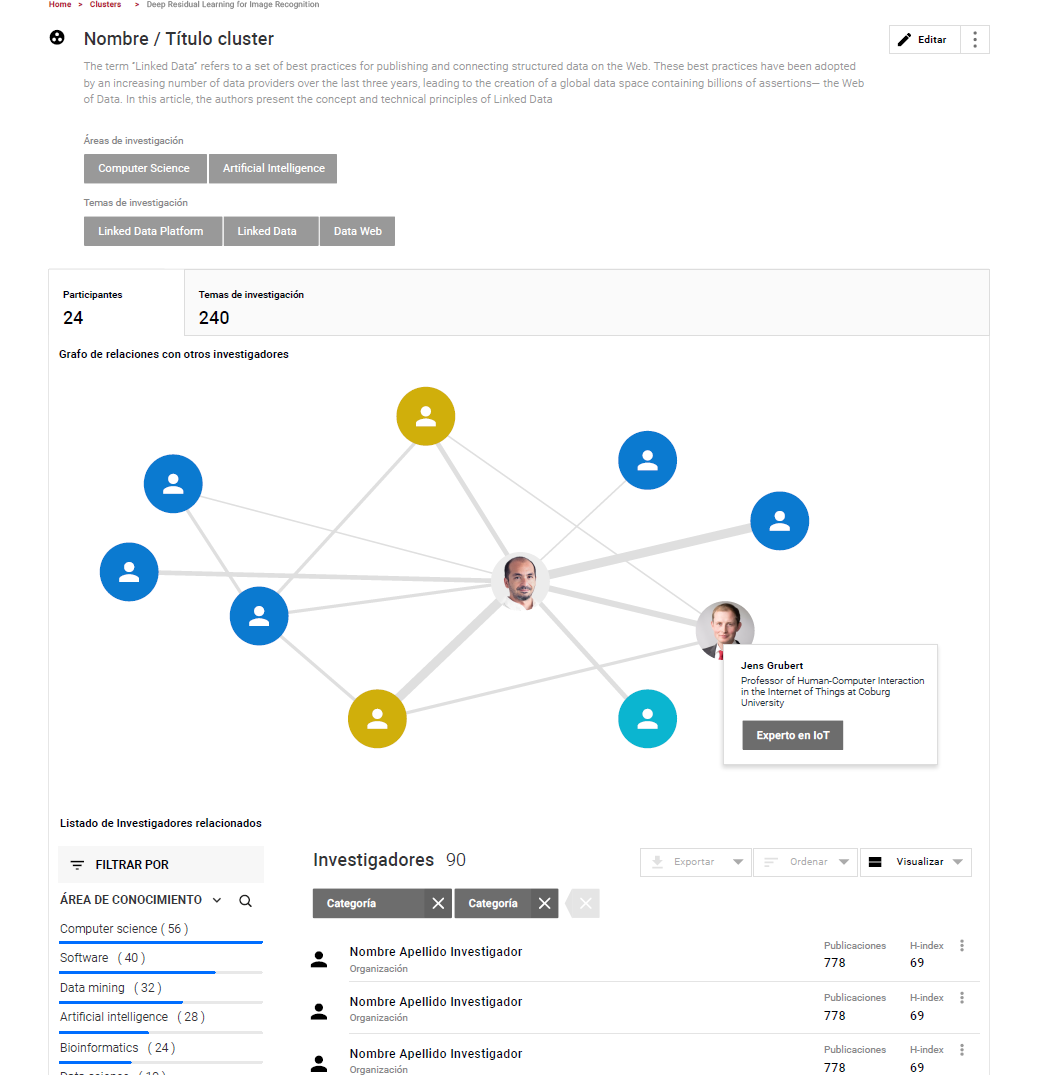 Home > Clusters > Deep Residual Learning for Image Recognition
Nombre / Título cluster
Editar
The term “Linked Data” refers to a set of best practices for publishing and connecting structured data on the Web. These best practices have been adopted
by an increasing number of data providers over the last three years, leading to the creation of a global data space containing billions of assertions— the Web
of Data. In this article, the authors present the concept and technical principles of Linked Data
Áreas de investigación
Computer Science Artificial Intelligence
Temas de investigación
Linked Data Platform Linked Data Data Web
Participantes Temas de investigación
24 240
Grafo de relaciones con otros investigadores
Jens Grubert
Professor of Human-Computer Interaction
in the Internet of Things at Coburg
University
Experto en IoT
Listado de Investigadores relacionados
FILTRAR POR
ÁREA DE CONOCIMIENTO
Computer science ( 56 )
Software ( 40 )
Data mining ( 32 )
Artificial intelligence ( 28 )
Bioinformatics ( 24 )
Investigadores 90
Exportar Ordenar Visualizar
Categoría Categoría
Nombre Apellido Investigador Publicaciones H-index
Organización 778 69
Nombre Apellido Investigador Publicaciones H-index
Organización 778 69
Nombre Apellido Investigador Publicaciones H-index
Organización 778 69